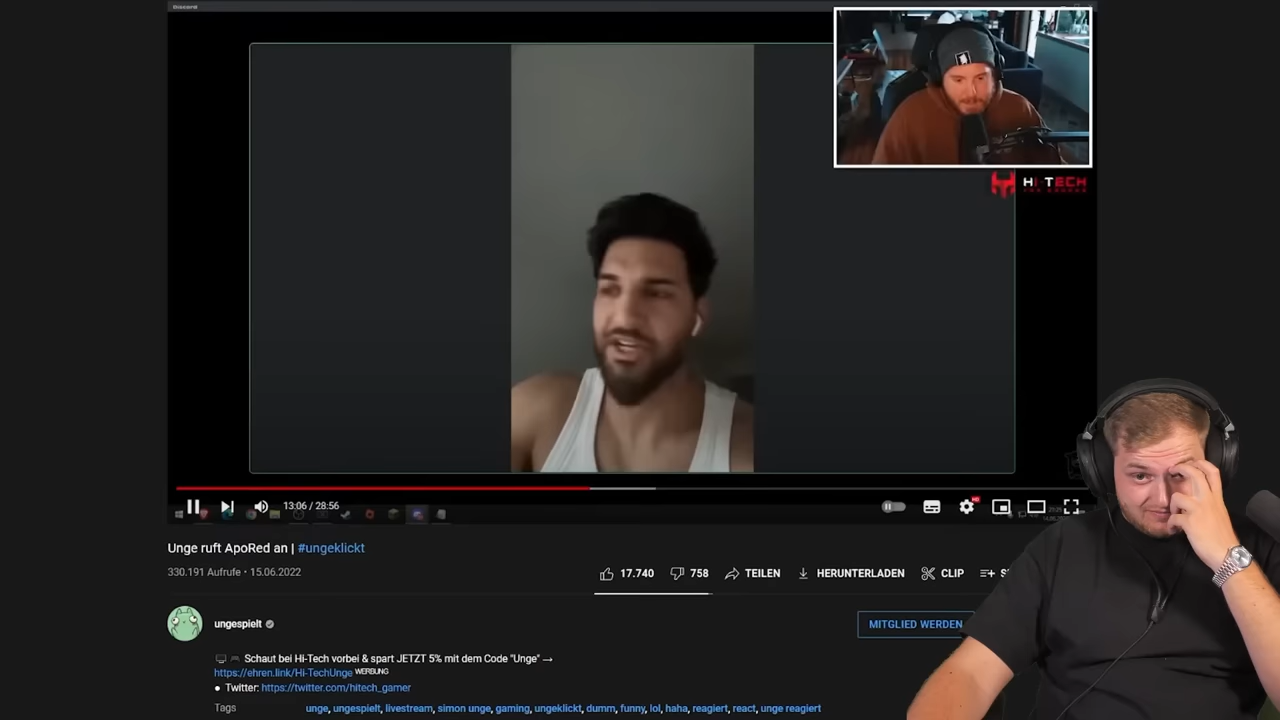 Discord
HI-TECH
13:06 / 28:56
Unge ruft ApoRed an | #ungeklickt
330.191 Aufrufe • 15.06.2022
17.740
758
TEILEN
HERUNTERLADEN
CLIP
ungespielt
MITGLIED WERDEN
Schaut bei Hi-Tech vorbei & spart JETZT 5% mit dem Code "Unge" →
https://ehren.link/Hi-TechUnge WERBUNG
● Twitter: https://twitter.com/hitech_gamer
Tags unge, ungespielt, livestream, simon unge, gaming, ungeklickt, dumm, funny, lol, haha, reagiert, react, unge reagiert